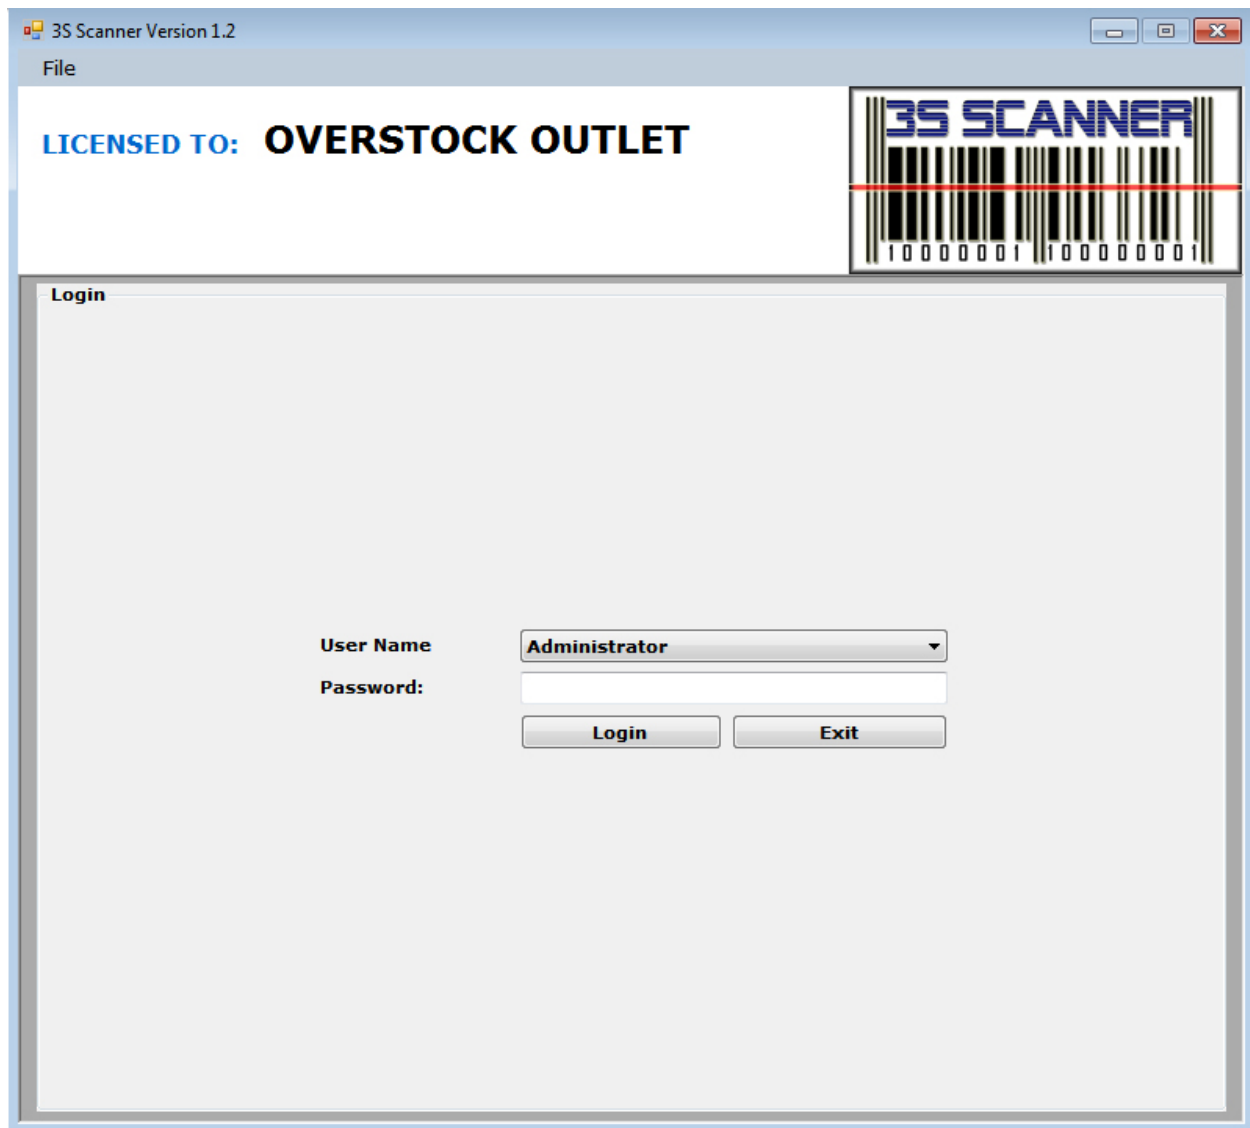 3S Scanner Version 1.2
File
LICENSED TO: OVERSTOCK OUTLET
3S SCANNER
1000001 10000001
Login
User Name
Administrator
Password:
Login
Exit